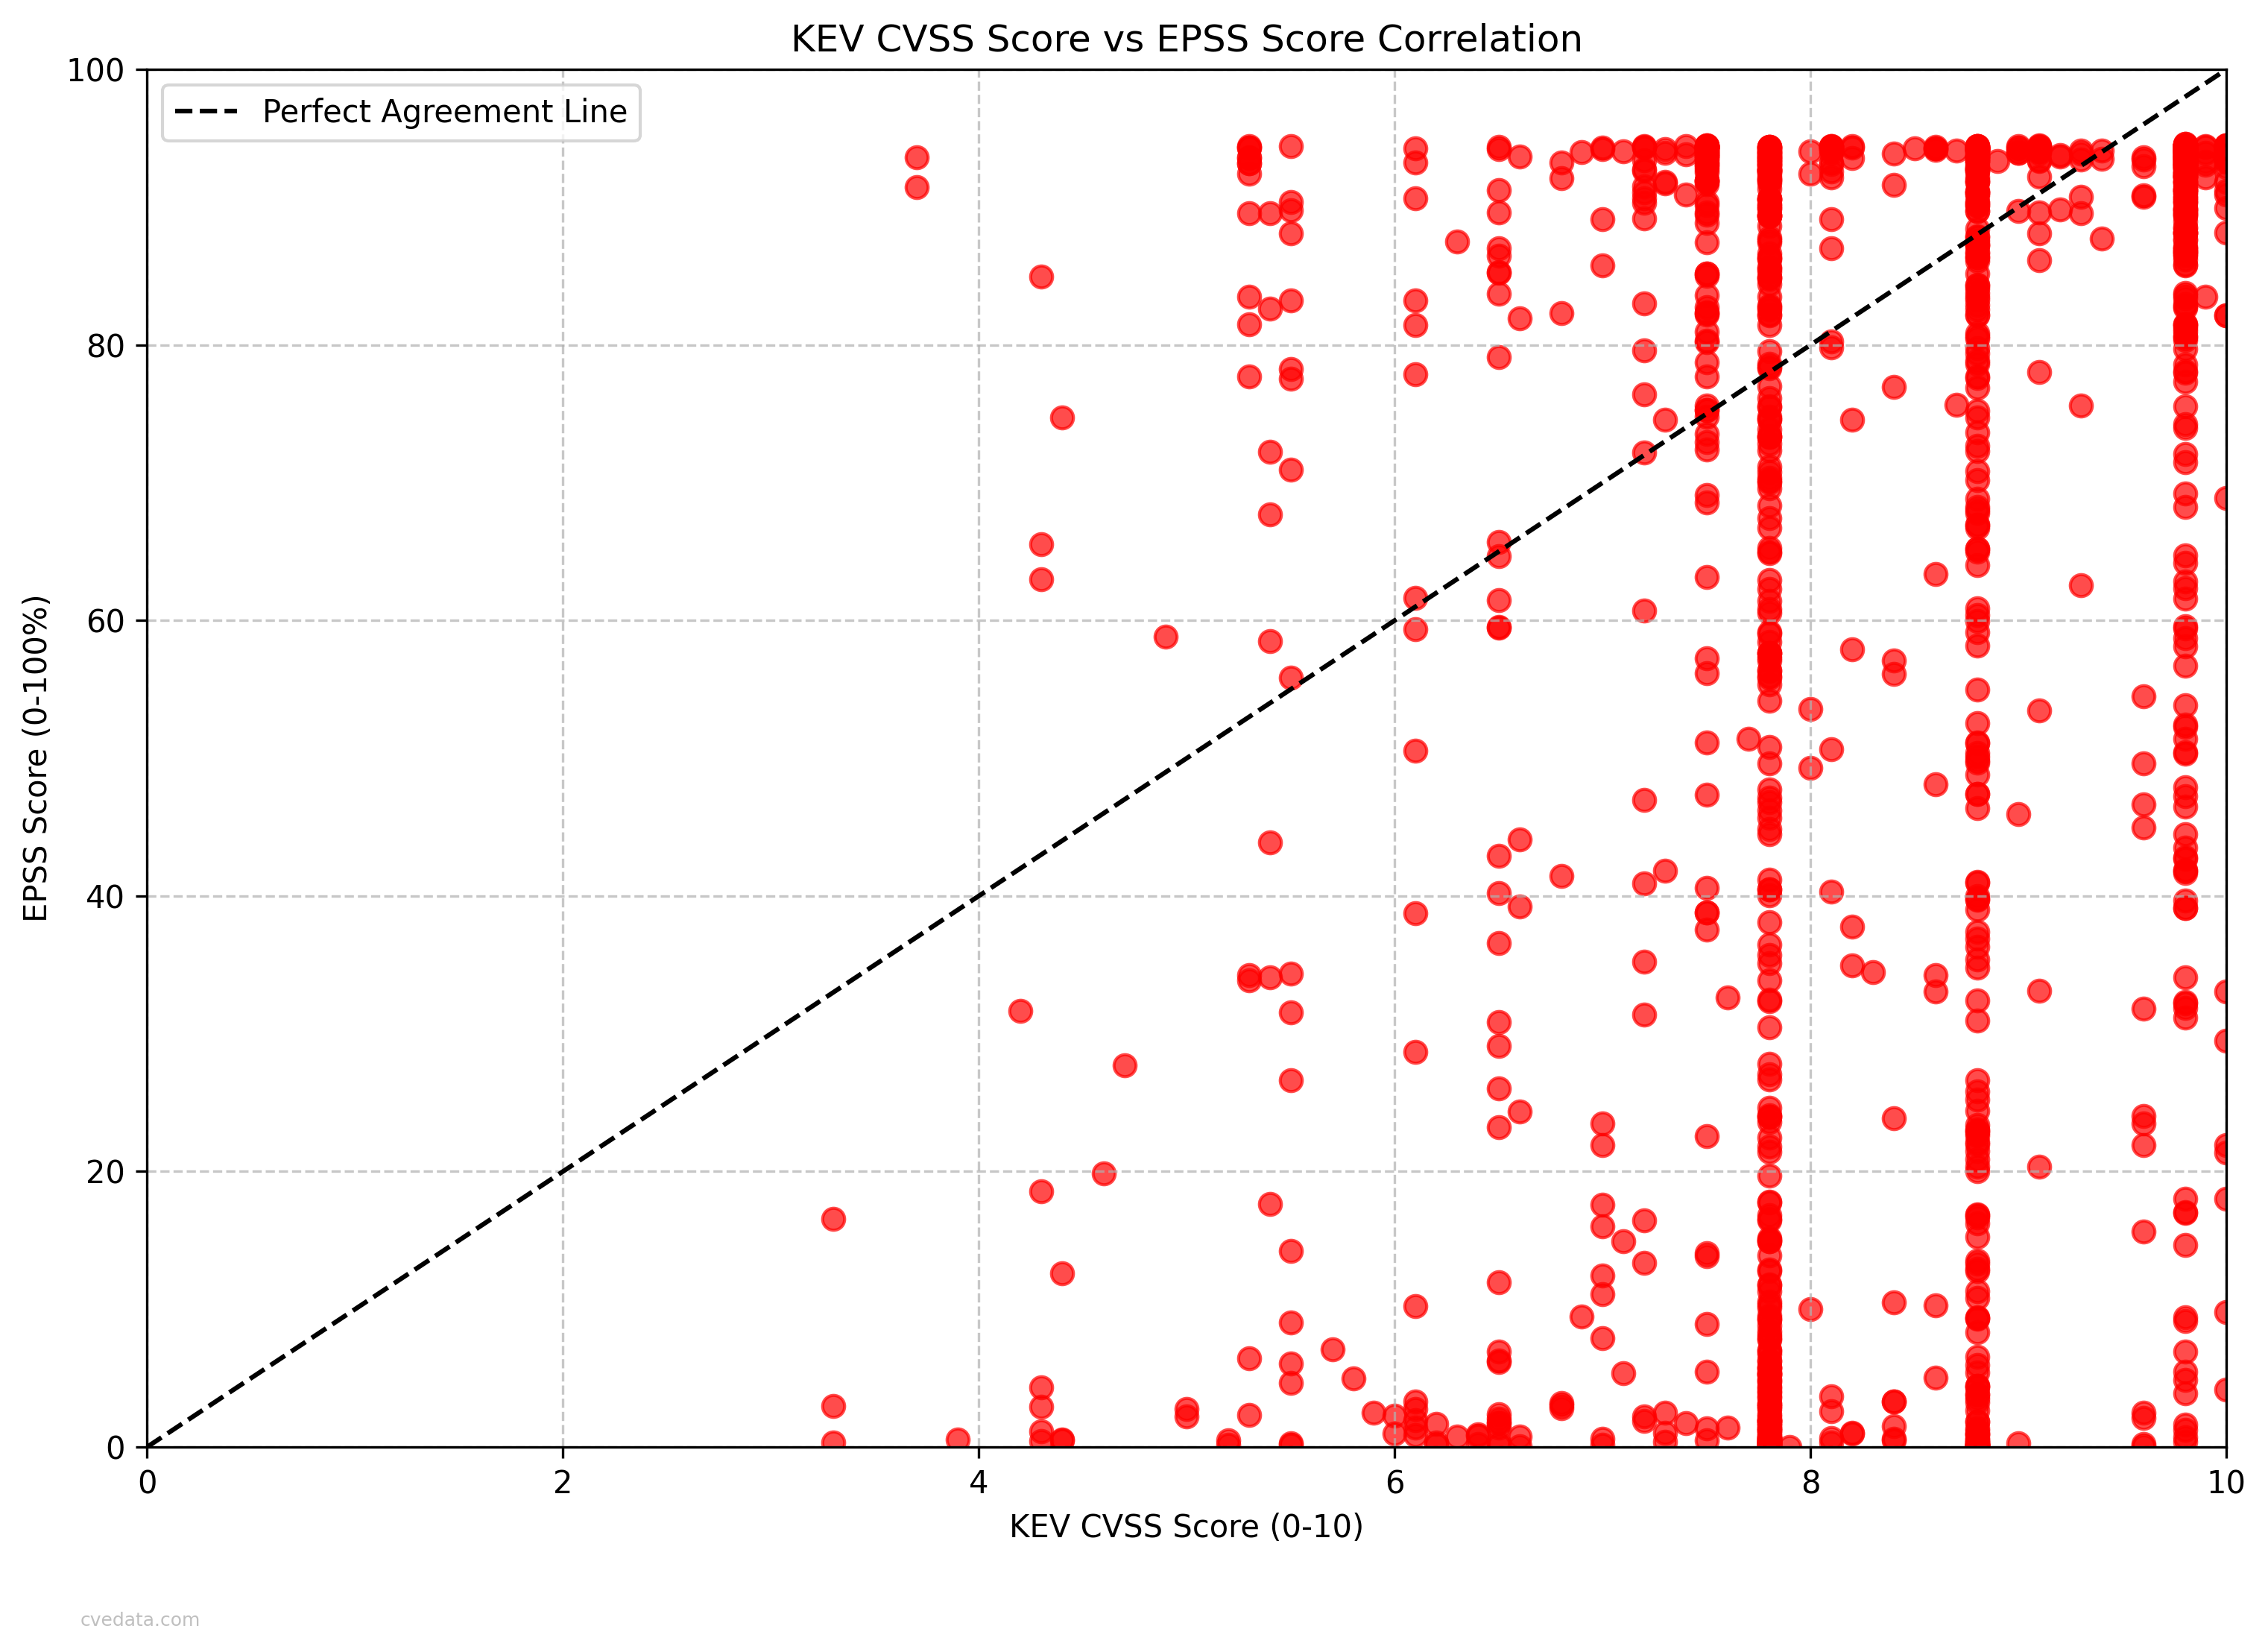 KEV CVSS Score vs EPSS Score Correlation
Perfect Agreement Line
EPSS Score (0-100%)
100
80
60
40
20
0
0 2 4 6 8 10
KEV CVSS Score (0-10)
cvedata.com